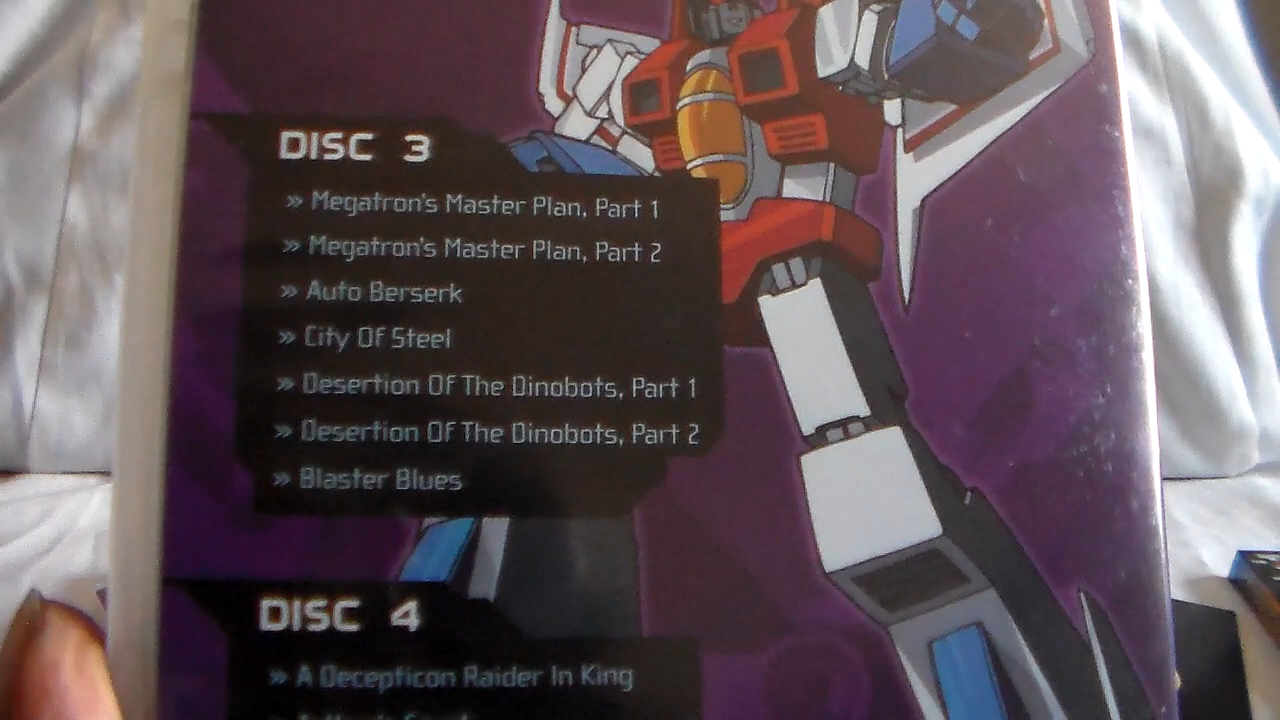 DISC 3
» Megatron's Master Plan, Part 1
» Megatron's Master Plan, Part 2
» Auto Berserk
» City Of Steel
» Desertion Of The Dinobots, Part 1
» Desertion Of The Dinobots, Part 2
» Blaster Blues
DISC 4
» A Decepticon Raider In King